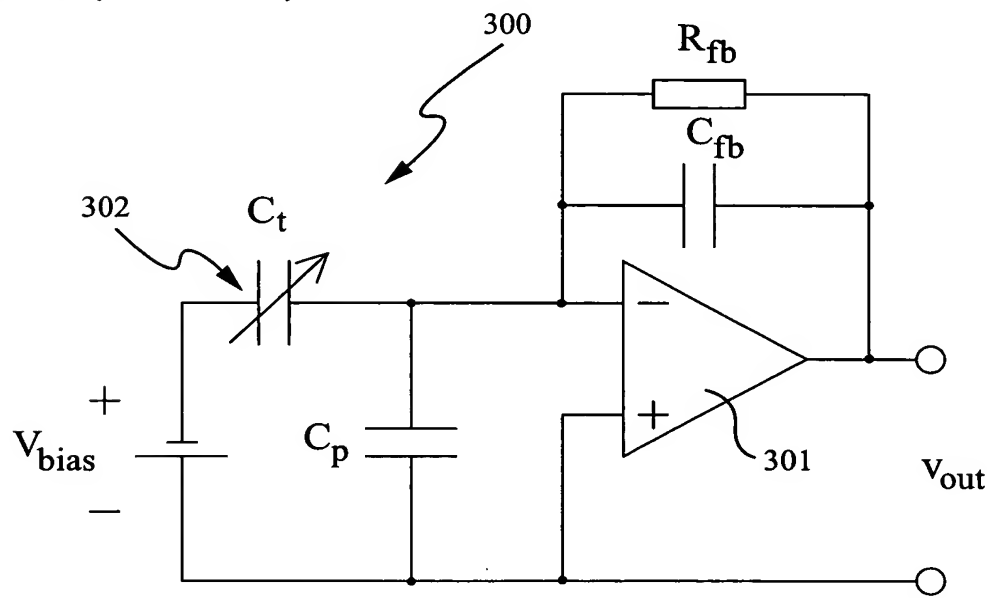 300
R_fb
C_fb
302
C_t
−
+
V_bias
−
C_p
+
301
v_out